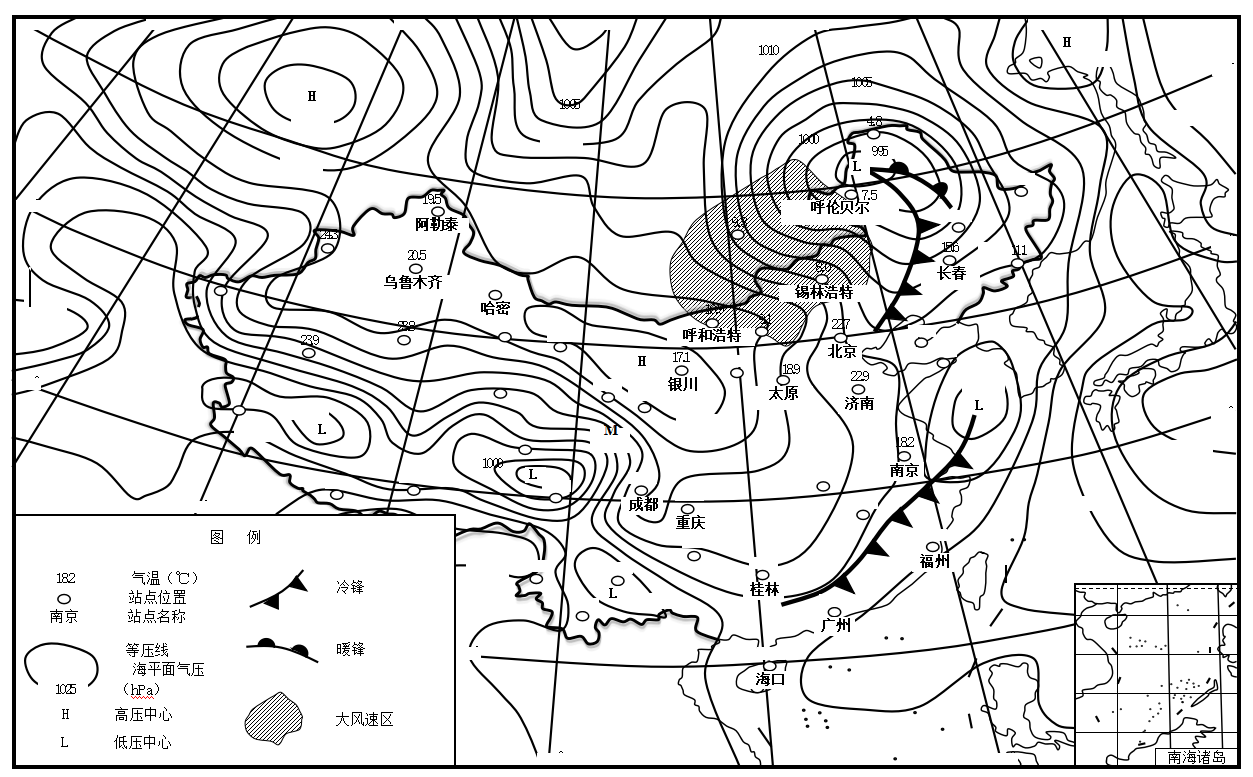 1010
H
1005
H
1005
4.8
1000
995
L
呼伦贝尔
7.5
19.5
阿勒泰
24.3
20.5
乌鲁木齐
15.6
长春
11.1
锡林浩特
哈密
呼和浩特
22.7
北京
23.9
H
17.1
银川
18.9
太原
22.9
济南
L
L
M
18.2
南京
1000
L
成都
重庆
福州
桂林
L
广州
海口
图 例
18.2
气温（℃）
站点位置
南京
站点名称
冷锋
等压线
海平面气压
（hPa）
1025
暖锋
H
高压中心
L
低压中心
大风速区
南海诸岛